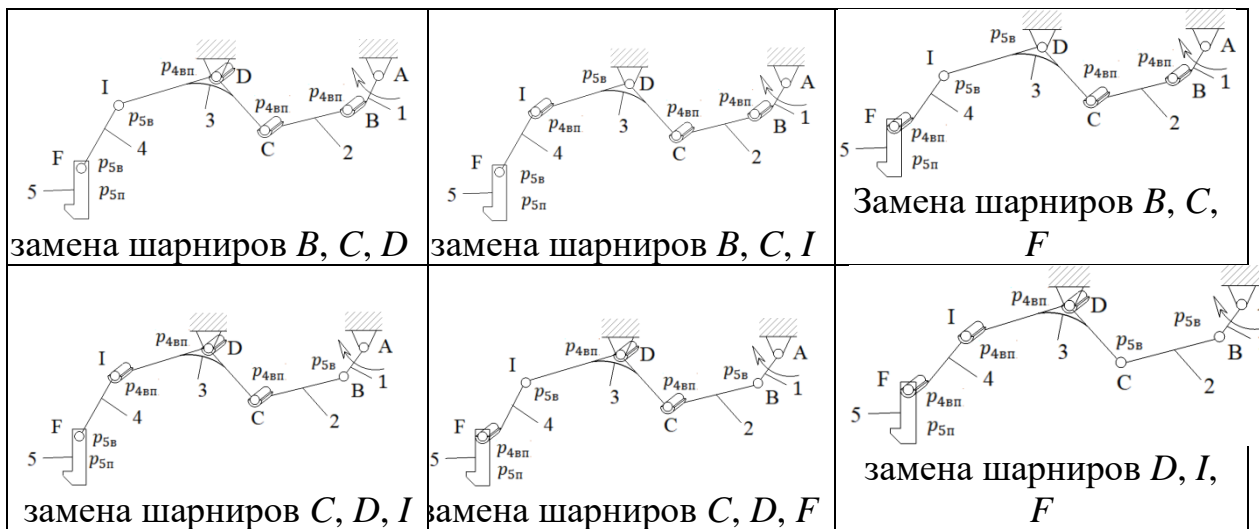 p₄вп
D
A
I
p₅в
p₄вп
p₄вп
1
3
B
4
C
2
F
p₅в
5
p₅п
замена шарниров B, C, D
p₅в
D
A
I
p₄вп
p₄вп
p₄вп
1
3
B
4
C
2
F
p₅в
5
p₅п
замена шарниров B, C, I
p₅в
D
A
I
p₅в
p₄вп
p₄вп
1
3
B
4
C
2
F
p₄вп
5
p₅п
Замена шарниров B, C,
F
p₄вп
D
A
I
p₄вп
p₄вп
p₅в
1
3
B
4
C
2
F
p₅в
5
p₅п
замена шарниров C, D, I
p₄вп
D
A
I
p₅в
p₄вп
p₅в
1
3
B
4
C
2
F
p₄вп
5
p₅п
замена шарниров C, D, F
p₄вп
D
I
p₄вп
p₅в
p₅в
3
B
4
C
2
F
p₄вп
5
p₅п
замена шарниров D, I,
F